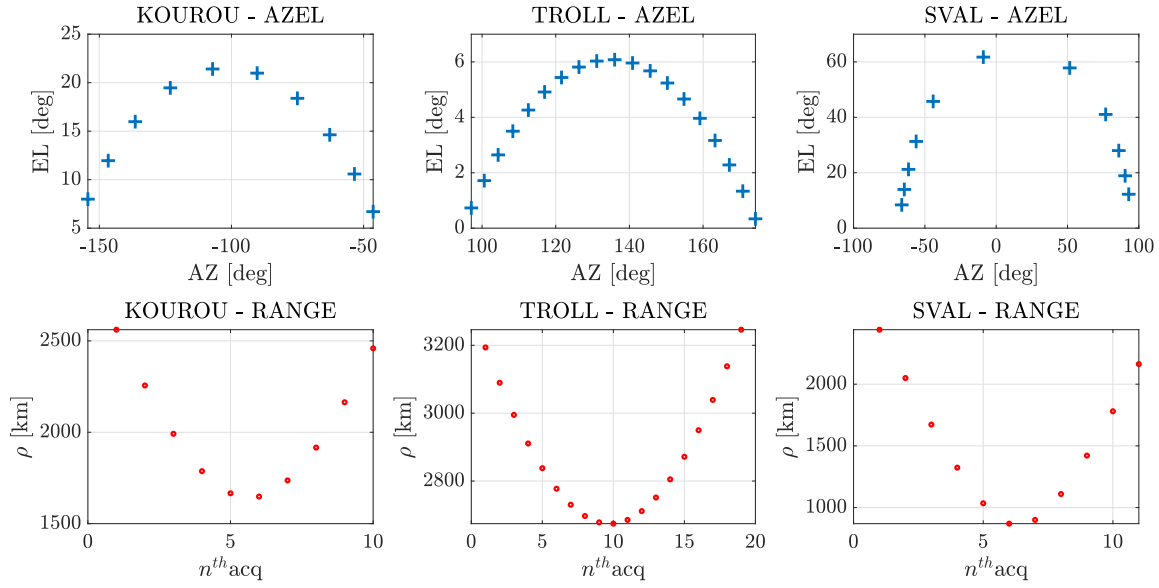 KOUROU - AZEL
TROLL - AZEL
SVAL - AZEL
EL [deg]
25
20
15
10
5
-150
-100
-50
AZ [deg]
EL [deg]
6
4
2
0
100
120
140
160
AZ [deg]
EL [deg]
80
60
40
20
0
-100
-50
0
50
100
AZ [deg]
KOUROU - RANGE
TROLL - RANGE
SVAL - RANGE
ρ [km]
2500
2000
1500
0
5
10
n^{th}acq
ρ [km]
3200
3000
2800
0
5
10
15
20
n^{th}acq
ρ [km]
2000
1500
1000
0
5
10
n^{th}acq